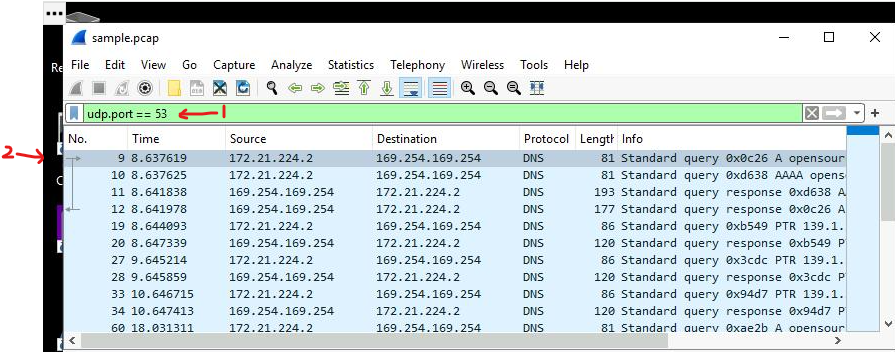 sample.pcap
Re
File Edit View Go Capture Analyze Statistics Telephony Wireless Tools Help
udp.port == 53 1
No. Time Source Destination Protocol Length Info
2 9 8.637619 172.21.224.2 169.254.169.254 DNS 81 Standard query 0x0c26 A opensour
10 8.637625 172.21.224.2 169.254.169.254 DNS 81 Standard query 0xd638 AAAA opens
11 8.641838 169.254.169.254 172.21.224.2 DNS 193 Standard query response 0xd638 A
12 8.641978 169.254.169.254 172.21.224.2 DNS 177 Standard query response 0x0c26 A
19 8.644093 172.21.224.2 169.254.169.254 DNS 86 Standard query 0xb549 PTR 139.1.
20 8.647339 169.254.169.254 172.21.224.2 DNS 120 Standard query response 0xb549 P
27 9.645214 172.21.224.2 169.254.169.254 DNS 86 Standard query 0x3cdc PTR 139.1.
28 9.645859 169.254.169.254 172.21.224.2 DNS 120 Standard query response 0x3cdc P
33 10.646715 172.21.224.2 169.254.169.254 DNS 86 Standard query 0x94d7 PTR 139.1.
34 10.647413 169.254.169.254 172.21.224.2 DNS 120 Standard query response 0x94d7 P
60 18.031311 172.21.224.2 169.254.169.254 DNS 81 Standard query 0xae2b A opensour